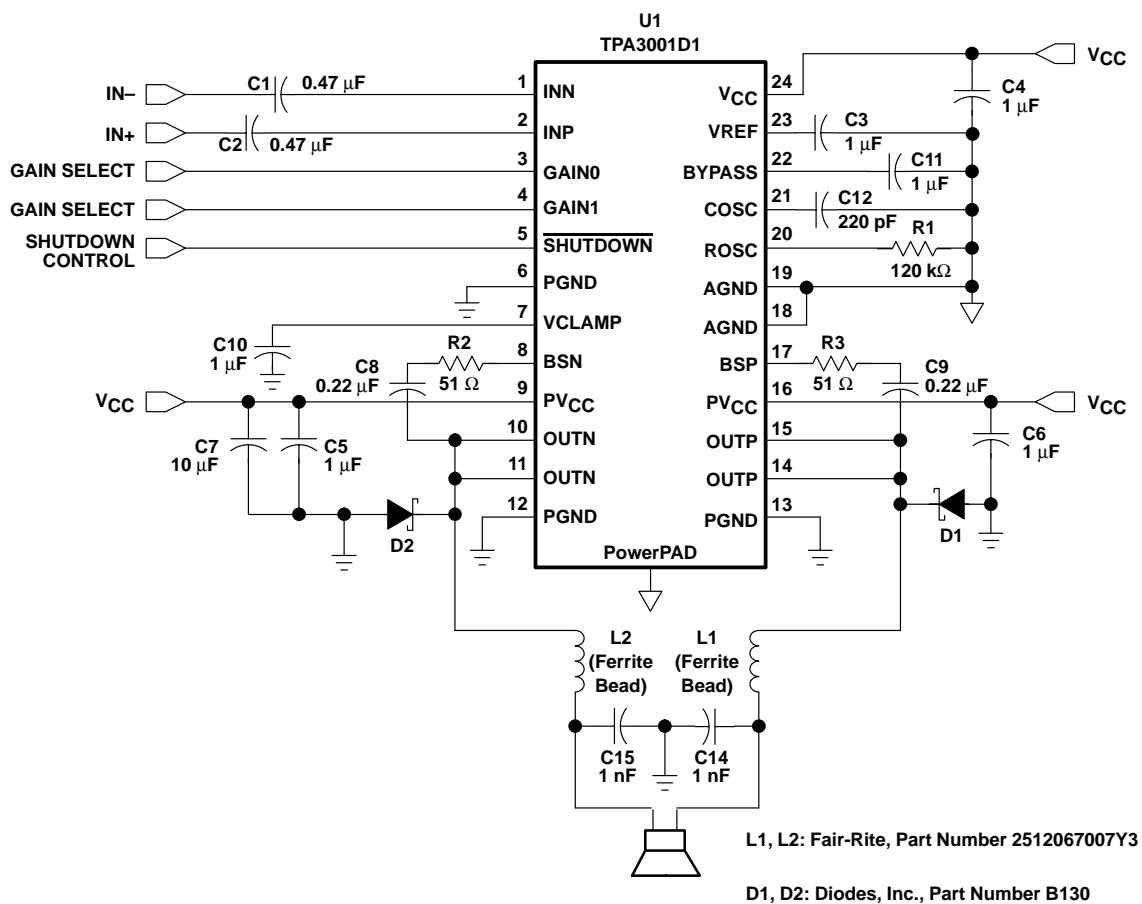 U1
TPA3001D1
IN–
C1
0.47 µF
1
INN
IN+
C2
0.47 µF
2
INP
GAIN SELECT
3
GAIN0
GAIN SELECT
4
GAIN1
SHUTDOWN
CONTROL
5
SHUTDOWN
6
PGND
7
VCLAMP
C10
1 µF
8
BSN
R2
51 Ω
C8
0.22 µF
VCC
9
PVCC
10
OUTN
11
OUTN
12
PGND
C7
10 µF
C5
1 µF
D2
PowerPAD
VCC
24
VCC
C4
1 µF
VREF
23
C3
1 µF
BYPASS
22
C11
1 µF
COSC
21
C12
220 pF
ROSC
20
R1
120 kΩ
AGND
19
AGND
18
BSP
17
R3
51 Ω
C9
0.22 µF
PVCC
16
VCC
OUTP
15
OUTP
14
PGND
13
C6
1 µF
D1
L2
(Ferrite
Bead)
L1
(Ferrite
Bead)
C15
1 nF
C14
1 nF
L1, L2: Fair-Rite, Part Number 2512067007Y3
D1, D2: Diodes, Inc., Part Number B130